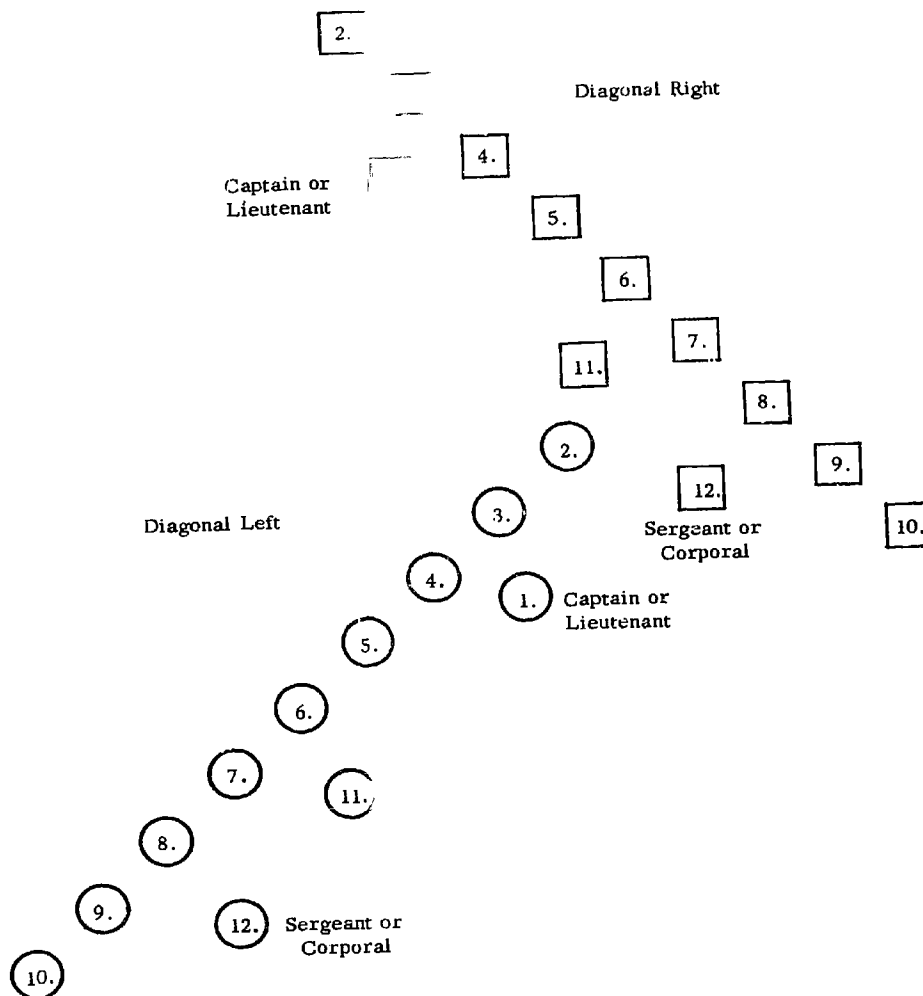 2.
Diagonal Right
4.
Captain or
Lieutenant
5.
6.
7.
11.
8.
2.
9.
12.
3.
Diagonal Left
10.
Sergeant or
Corporal
4.
1.
Captain or
Lieutenant
5.
6.
7.
11.
8.
9.
12.
Sergeant or
Corporal
10.